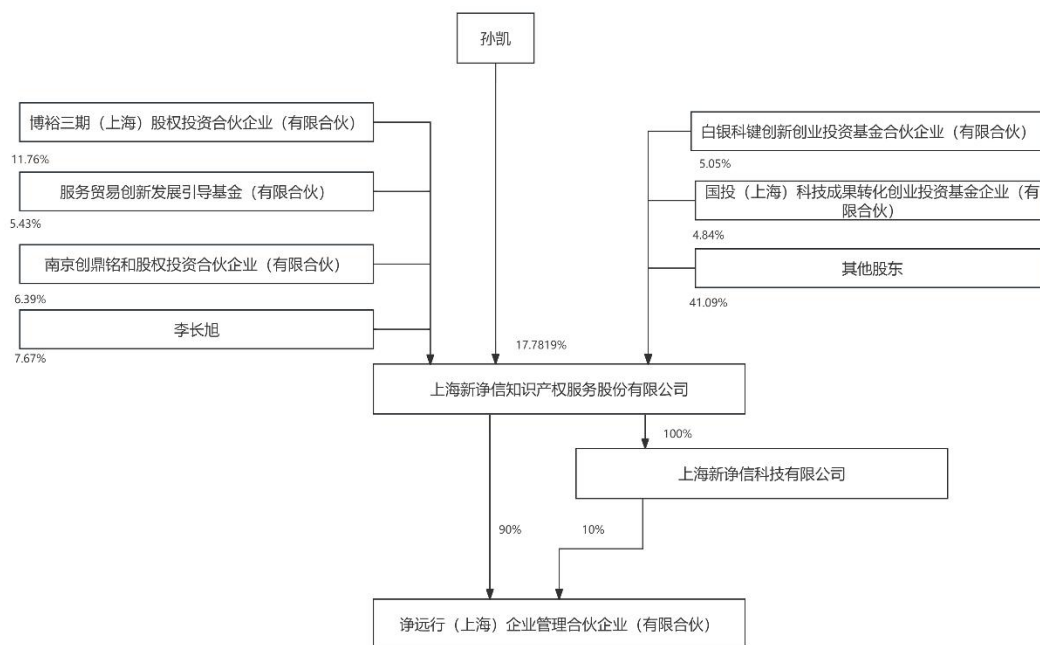 孙凯
博裕三期（上海）股权投资合伙企业（有限合伙）
11.76%
服务贸易创新发展引导基金（有限合伙）
5.43%
南京创鼎铭和股权投资合伙企业（有限合伙）
6.39%
李长旭
7.67%
白银科键创新创业投资基金合伙企业（有限合伙）
5.05%
国投（上海）科技成果转化创业投资基金企业（有
限合伙）
4.84%
其他股东
41.09%
17.7819%
上海新诤信知识产权服务股份有限公司
100%
上海新诤信科技有限公司
90%
10%
诤远行（上海）企业管理合伙企业（有限合伙）